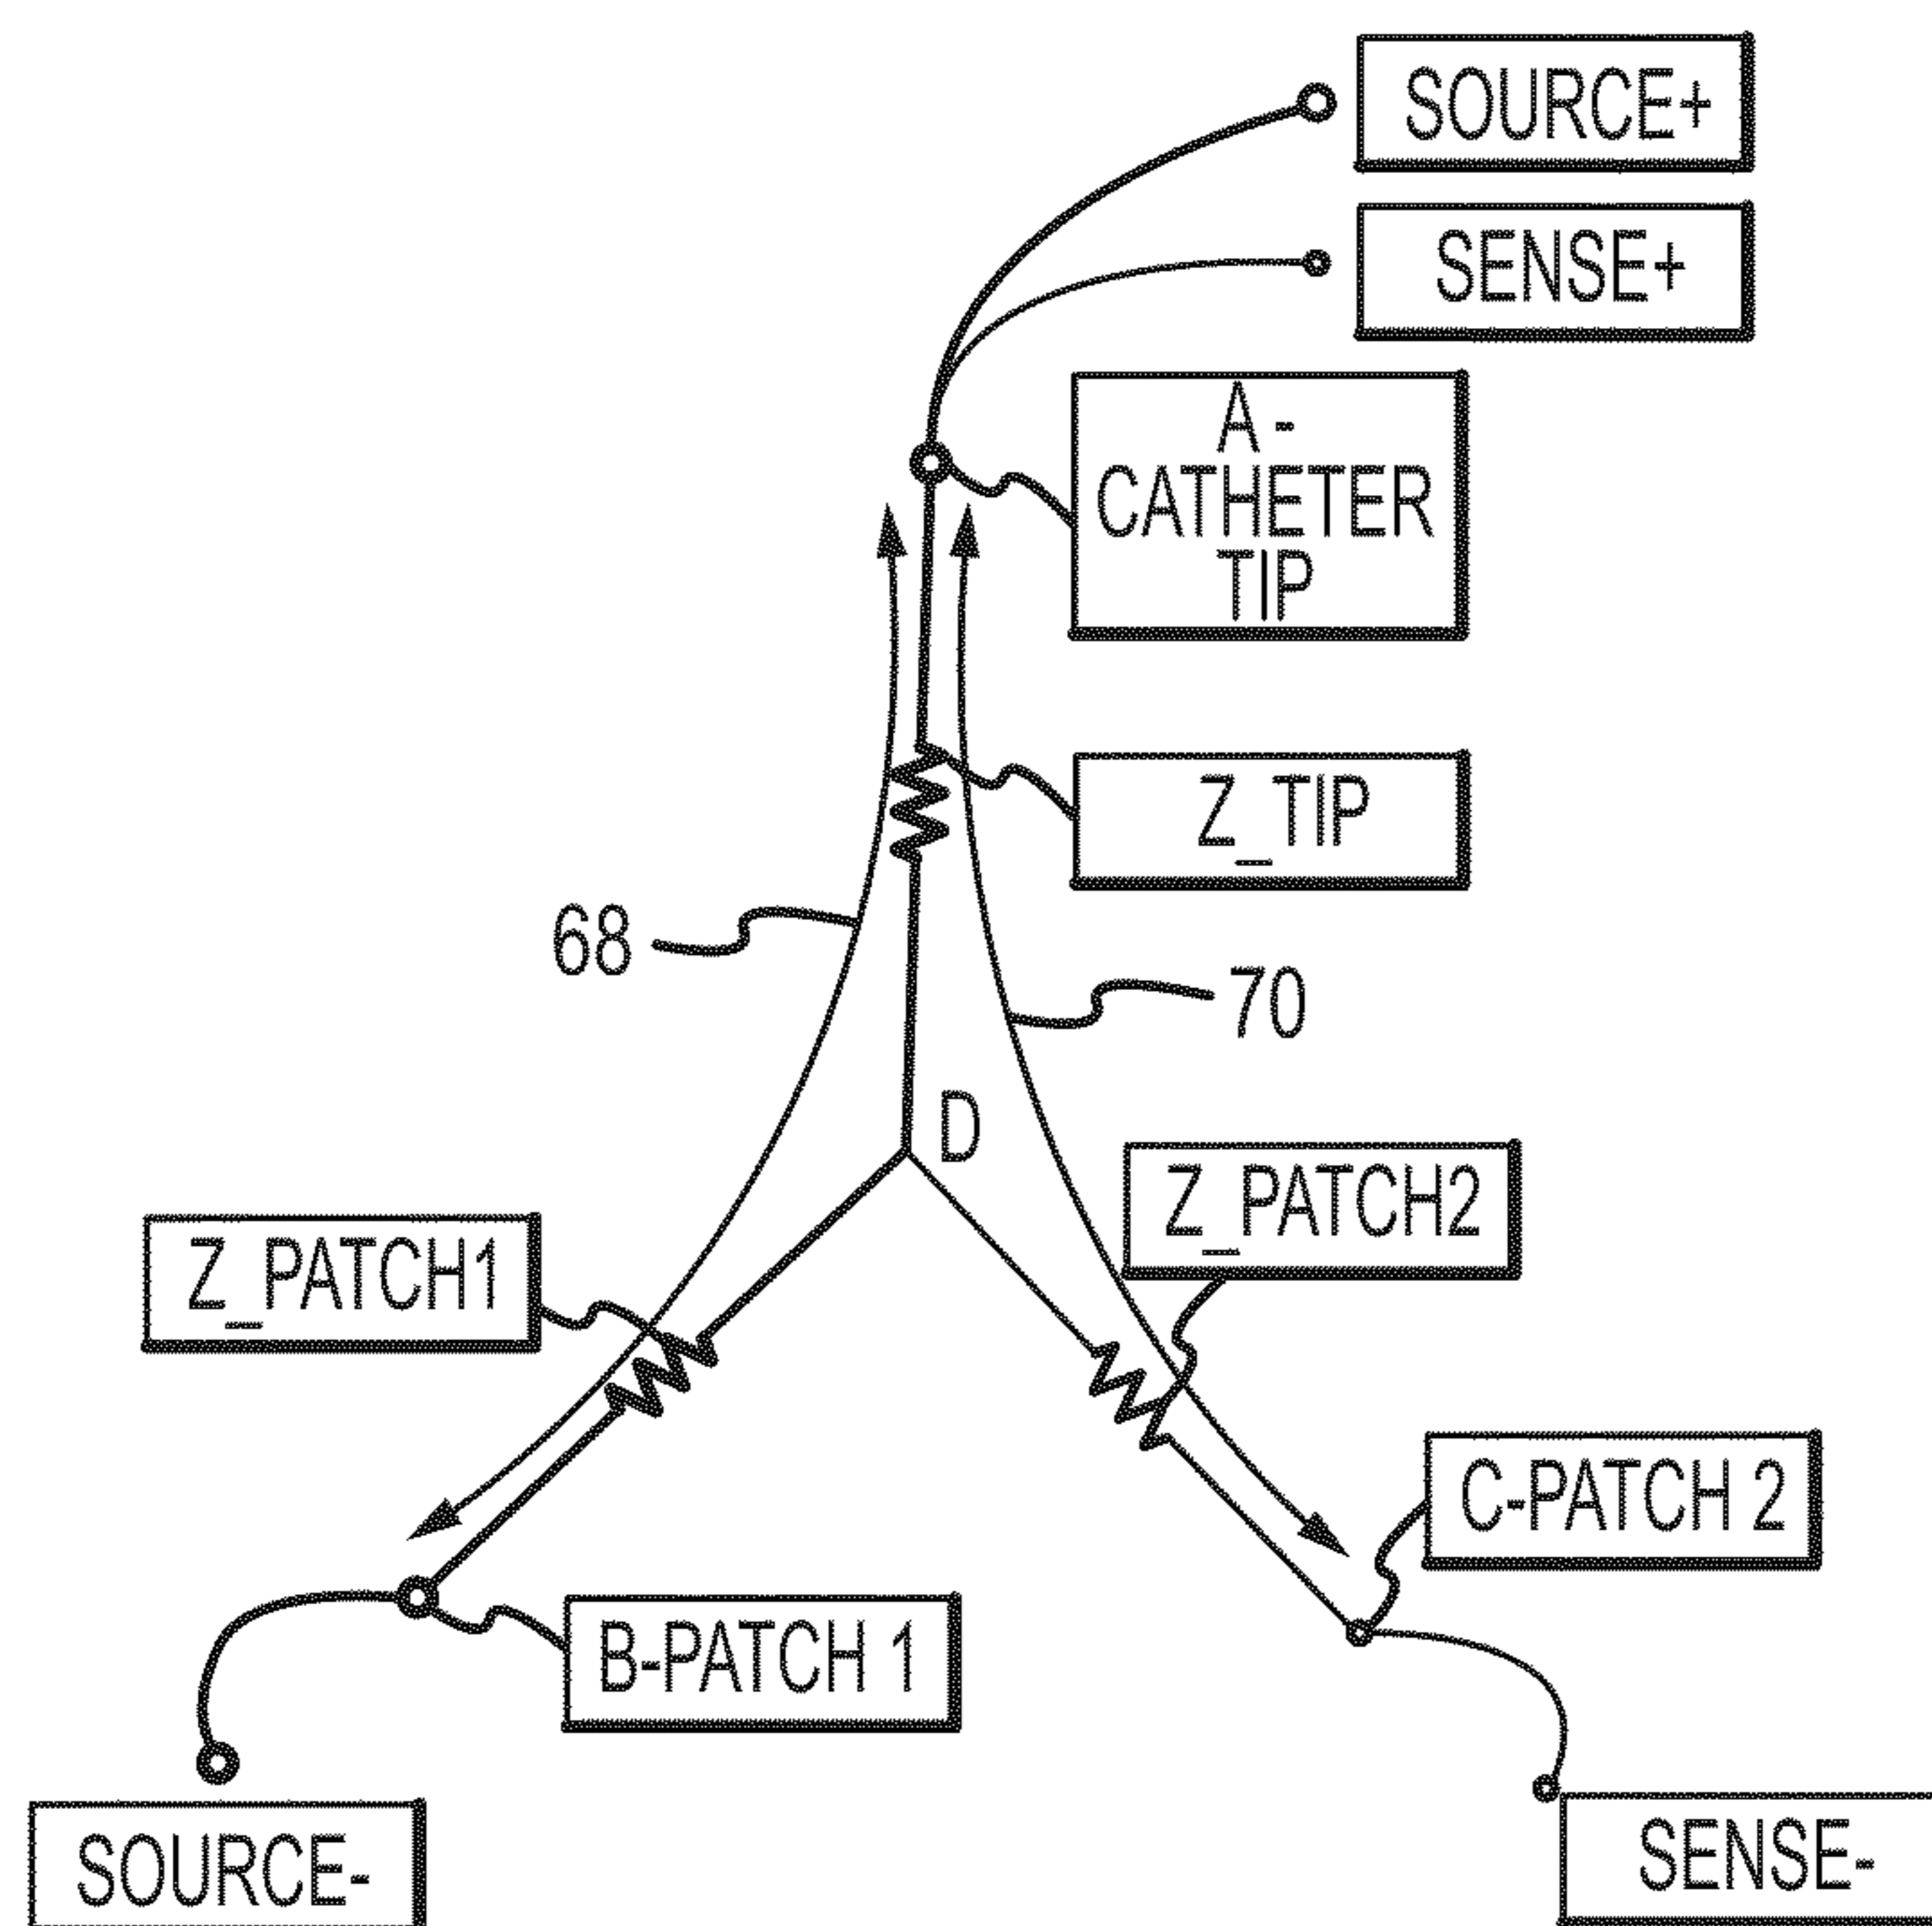 SOURCE+
SENSE+
A -
CATHETER
TIP
Z_TIP
68
70
D
Z_PATCH2
Z_PATCH1
C-PATCH 2
B-PATCH 1
SOURCE-
SENSE-